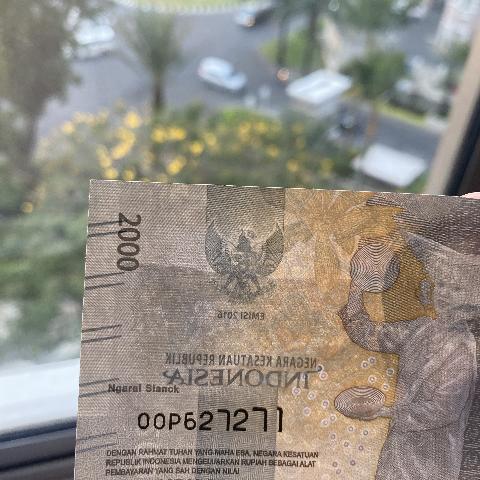 2000
EMISI 2016
NEGARA KESATUAN REPUBLIK
INDONESIA
Ngarai Sianok
OOP627271
DENGAN RAHMAT TUHAN YANG MAHA ESA, NEGARA KESATUAN
REPUBLIK INDONESIA MENGELUARKAN RUPIAH SEBAGAI ALAT
PEMBAYARAN YANG SAH DENGAN NILAI